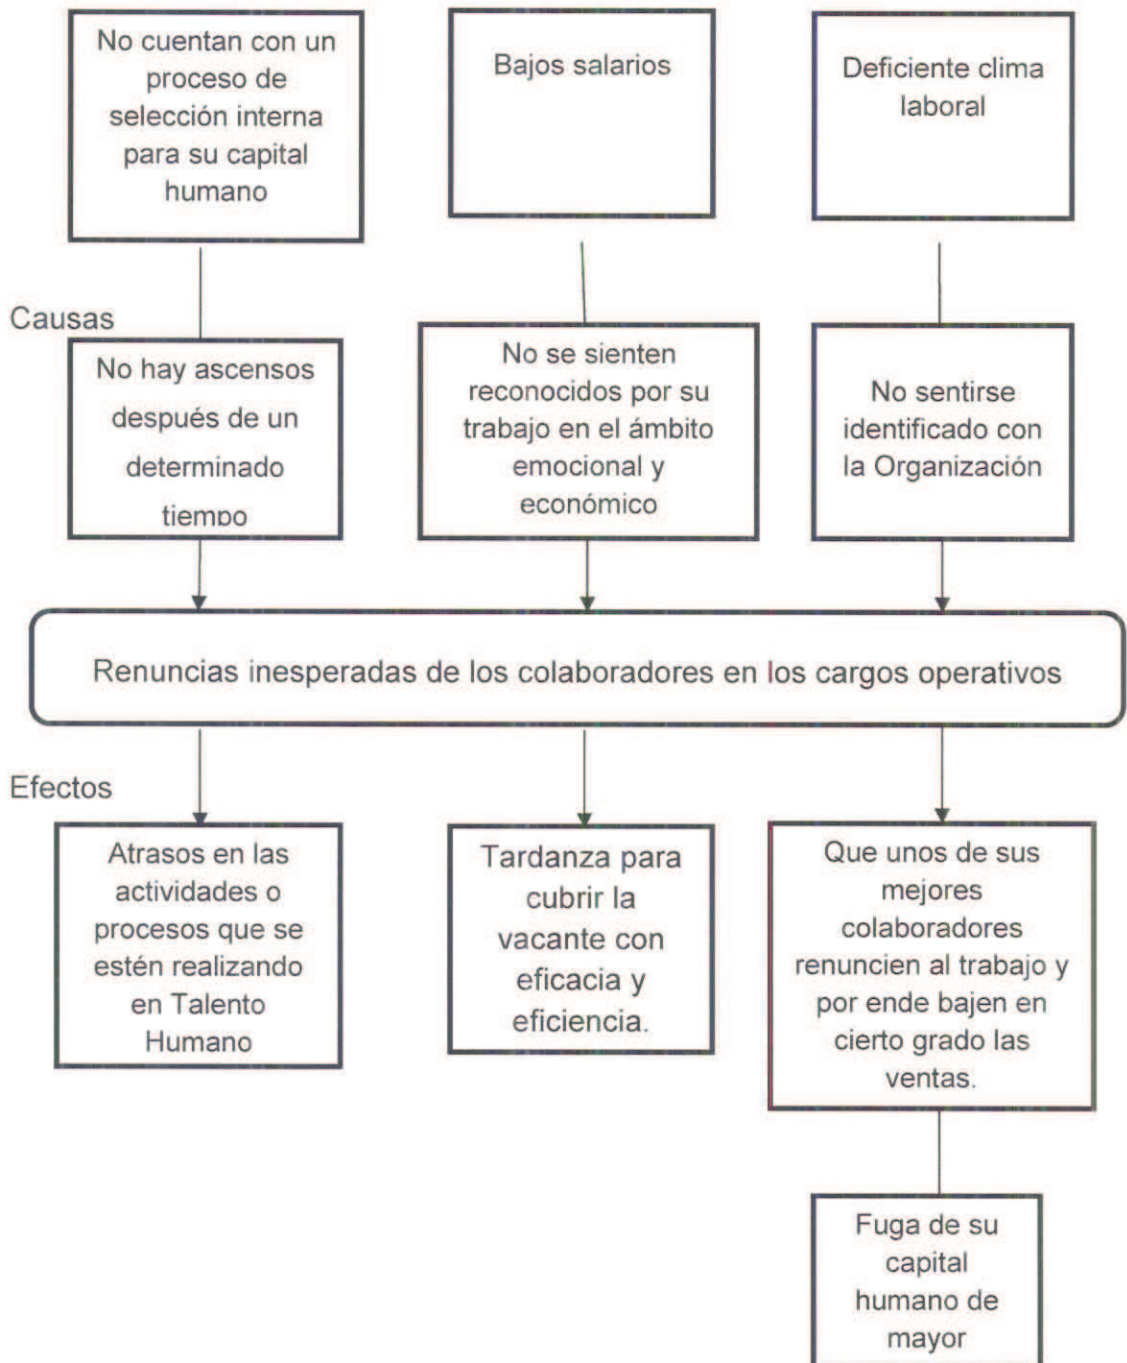 No cuentan con un
proceso de
selección interna
para su capital
humano
Bajos salarios
Deficiente clima
laboral
Causas
No hay ascensos
después de un
determinado
tiempo
No se sienten
reconocidos por su
trabajo en el ámbito
emocional y
económico
No sentirse
identificado con
la Organización
Renuncias inesperadas de los colaboradores en los cargos operativos
Efectos
Atrasos en las
actividades o
procesos que se
estén realizando
en Talento
Humano
Tardanza para
cubrir la
vacante con
eficacia y
eficiencia.
Que unos de sus
mejores
colaboradores
renuncien al trabajo y
por ende bajen en
cierto grado las
ventas.
Fuga de su
capital
humano de
mayor